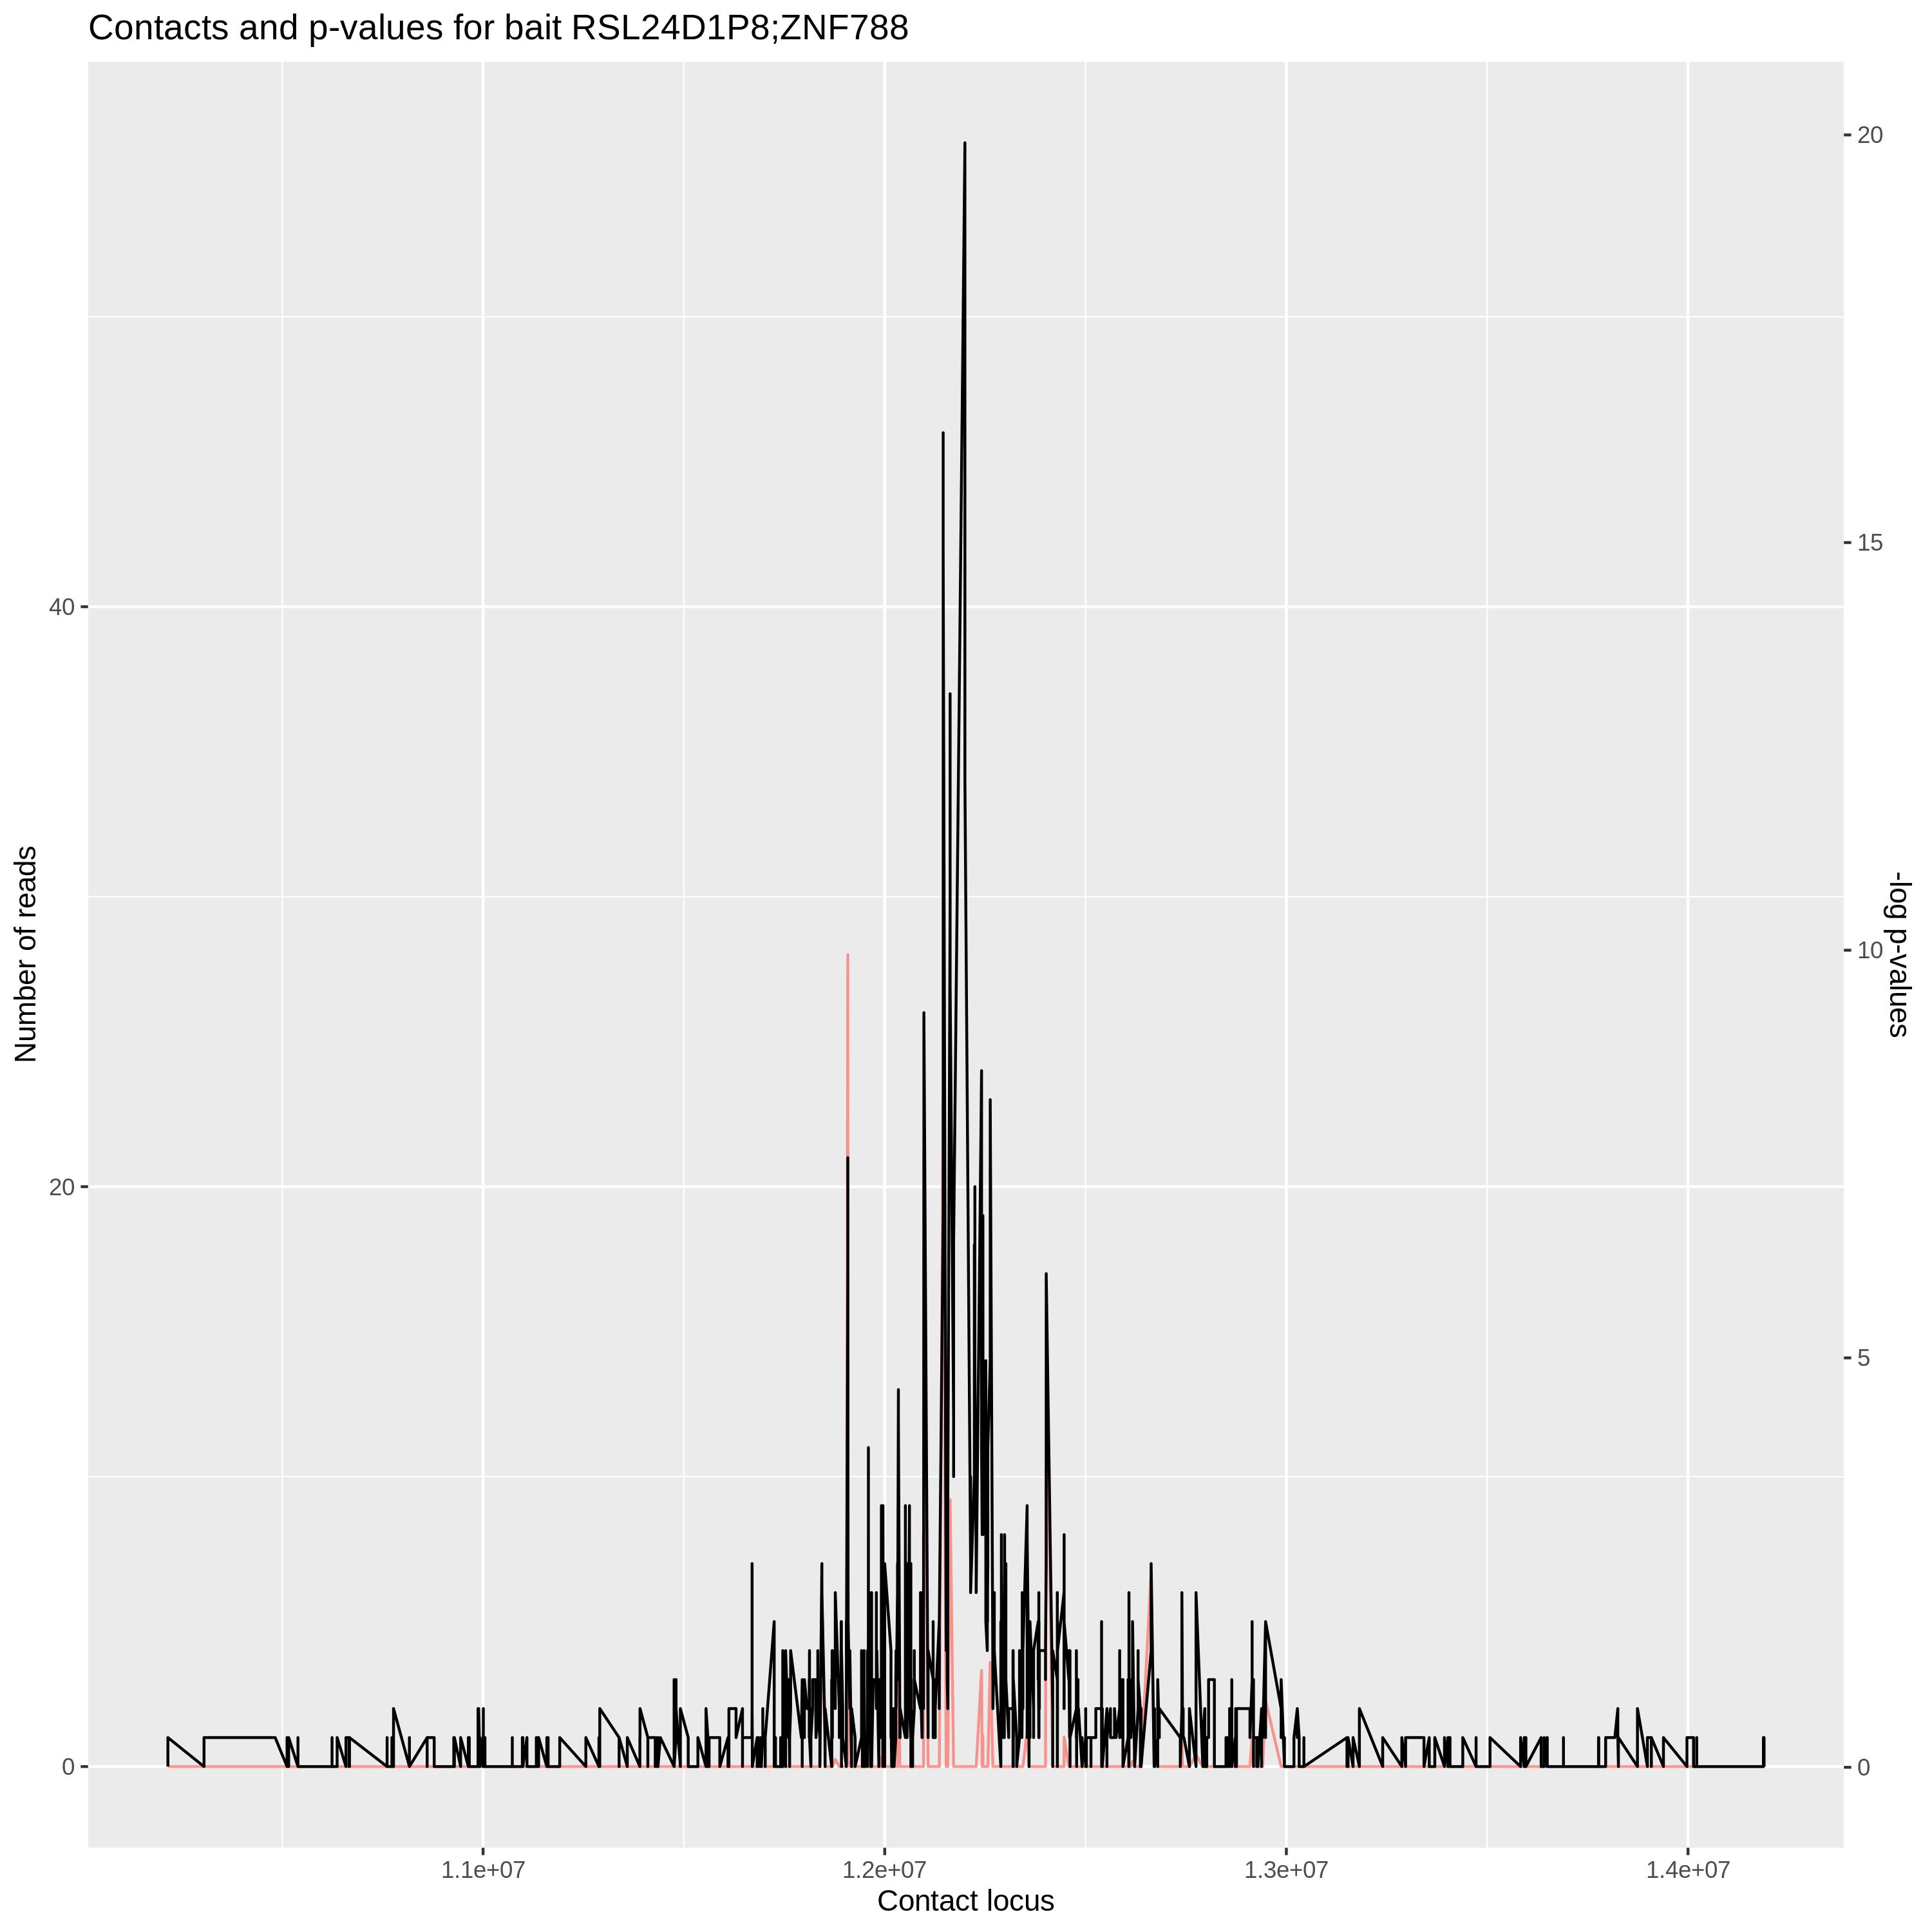 Contacts and p-values for bait RSL24D1P8;ZNF788
20
15
40
10
Number of reads
-log p-values
20
5
0
0
1.1e+07
1.2e+07
1.3e+07
1.4e+07
Contact locus